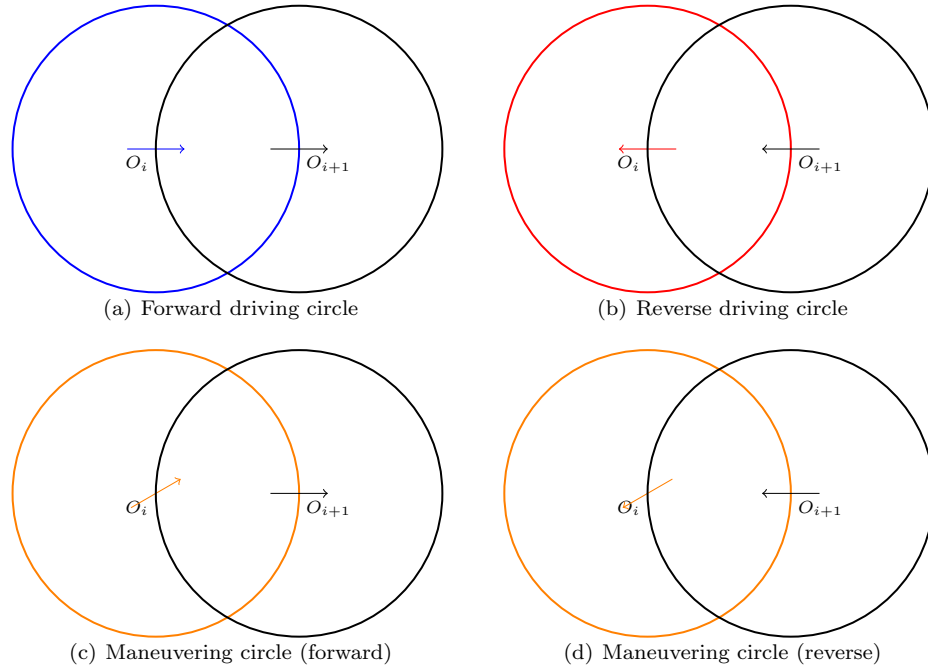 O_i O_{i+1}
O_i O_{i+1}
(a) Forward driving circle
(b) Reverse driving circle
O_i O_{i+1}
O_i O_{i+1}
(c) Maneuvering circle (forward)
(d) Maneuvering circle (reverse)